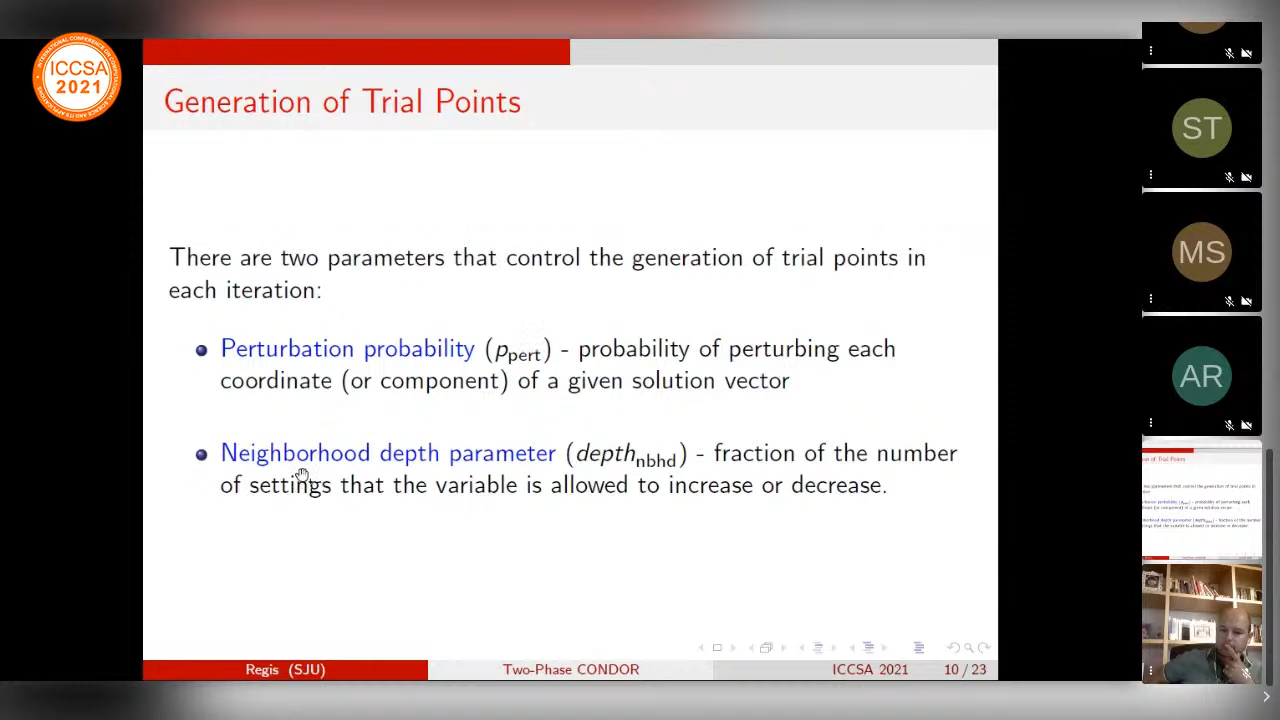 ICCSA
2021
Generation of Trial Points
There are two parameters that control the generation of trial points in
each iteration:
Perturbation probability (p_pert) - probability of perturbing each
coordinate (or component) of a given solution vector
Neighborhood depth parameter (depth_nbhd) - fraction of the number
of settings that the variable is allowed to increase or decrease.
Regis (SJU) Two-Phase CONDOR ICCSA 2021 10 / 23
ST
MS
AR